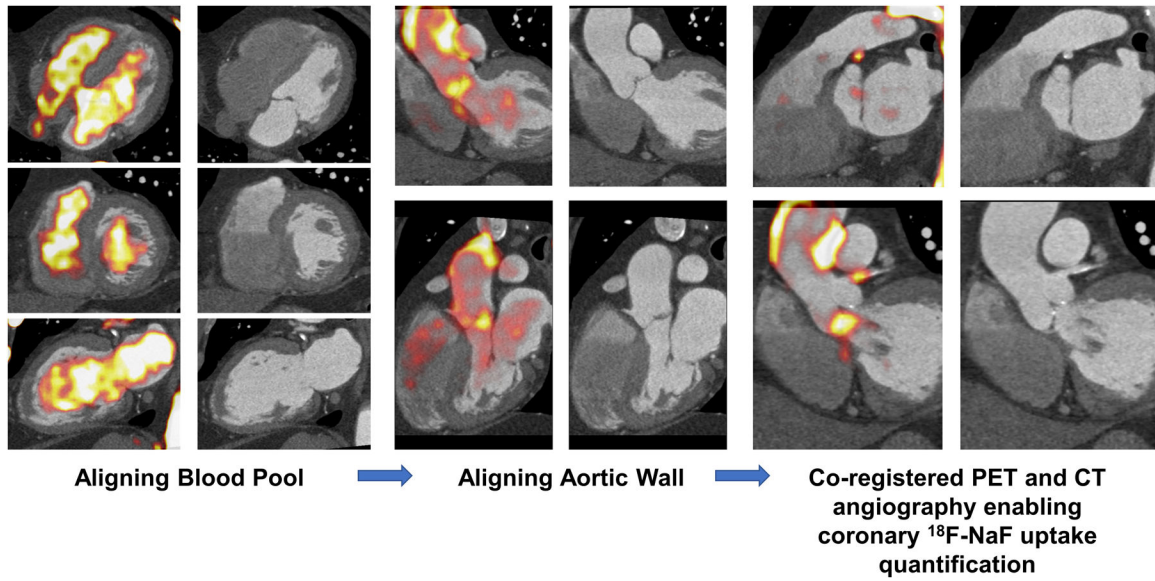 Aligning Blood Pool
Aligning Aortic Wall
Co-registered PET and CT
angiography enabling
coronary ¹⁸F-NaF uptake
quantification